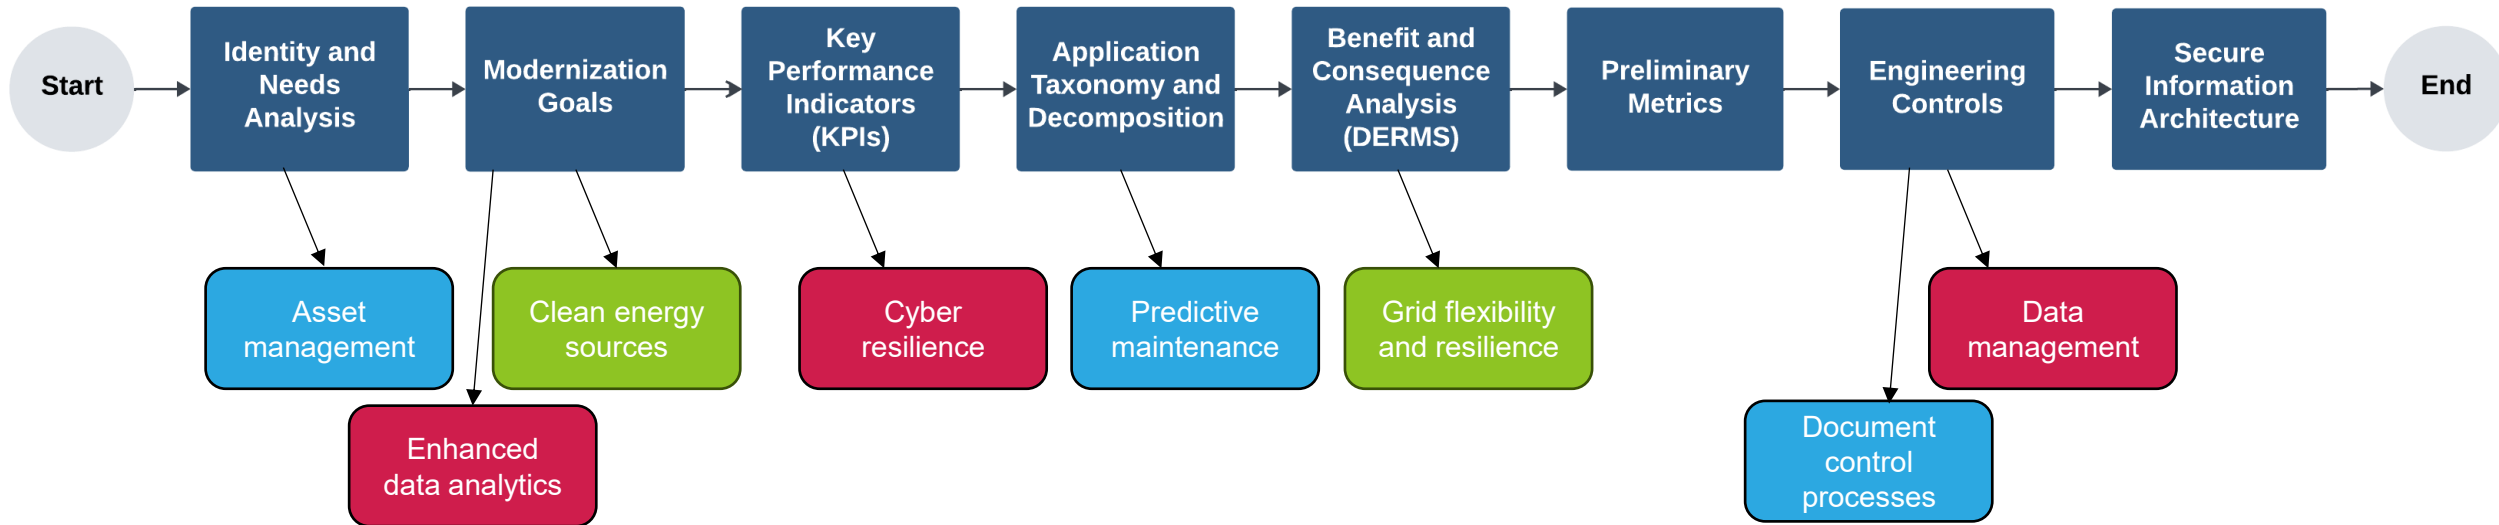 Start
Identity and
Needs
Analysis
Modernization
Goals
Key
Performance
Indicators
(KPIs)
Application
Taxonomy and
Decomposition
Benefit and
Consequence
Analysis
(DERMS)
Preliminary
Metrics
Engineering
Controls
Secure
Information
Architecture
End
Asset
management
Clean energy
sources
Cyber
resilience
Predictive
maintenance
Grid flexibility
and resilience
Data
management
Enhanced
data analytics
Document
control
processes